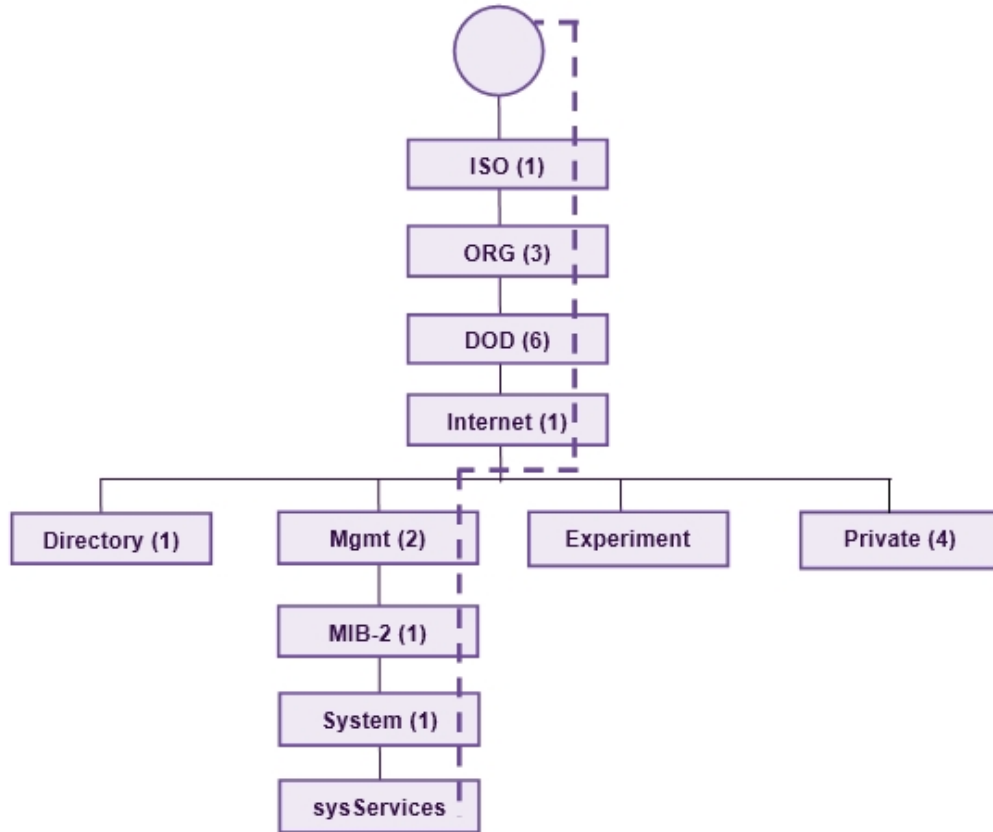 ISO (1)
ORG (3)
DOD (6)
Internet (1)
Directory (1)
Mgmt (2)
Experiment
Private (4)
MIB-2 (1)
System (1)
sysServices